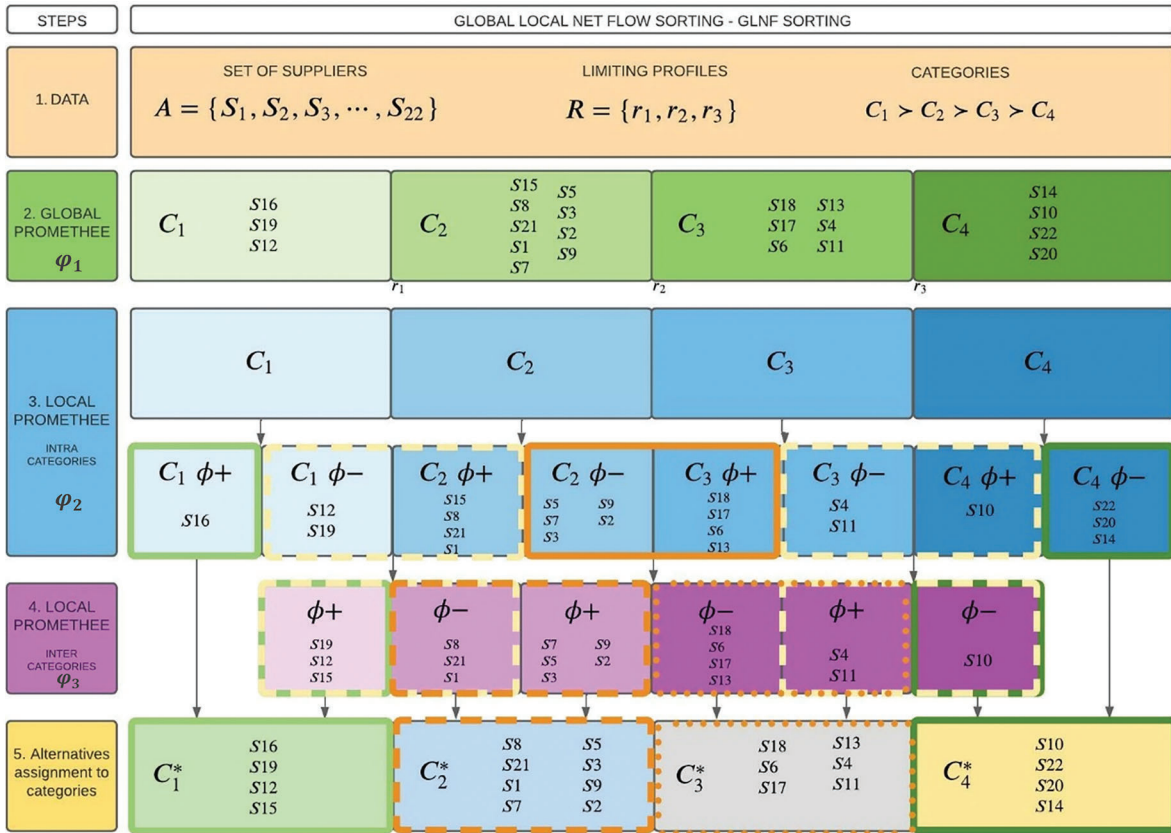 STEPS
GLOBAL LOCAL NET FLOW SORTING - GLNF SORTING
1. DATA
SET OF SUPPLIERS
A = {S1, S2, S3, ⋯, S22}
LIMITING PROFILES
R = {r1, r2, r3}
CATEGORIES
C1 ≻ C2 ≻ C3 ≻ C4
2. GLOBAL
PROMETHEE
φ1
C1
S16
S19
S12
C2
S15
S8
S21
S1
S7
S5
S3
S2
S9
C3
S18
S17
S6
S13
S4
S11
C4
S14
S10
S22
S20
r1
r2
r3
3. LOCAL
PROMETHEE
INTRA
CATEGORIES
φ2
C1
C2
C3
C4
C1 ϕ+
S16
C1 ϕ−
S12
S19
C2 ϕ+
S15
S8
S21
S1
C2 ϕ−
S5
S7
S3
S9
S2
C3 ϕ+
S18
S17
S6
S13
C3 ϕ−
S4
S11
C4 ϕ+
S10
C4 ϕ−
S22
S20
S14
4. LOCAL
PROMETHEE
INTER
CATEGORIES
φ3
ϕ+
S19
S12
S15
ϕ−
S8
S21
S1
ϕ+
S7
S5
S3
S9
S2
ϕ−
S18
S6
S17
S13
ϕ+
S4
S11
ϕ−
S10
5. Alternatives
assignment to
categories
C1*
S16
S19
S12
S15
C2*
S8
S21
S1
S7
S5
S3
S9
S2
C3*
S18
S6
S17
S13
S4
S11
C4*
S10
S22
S20
S14